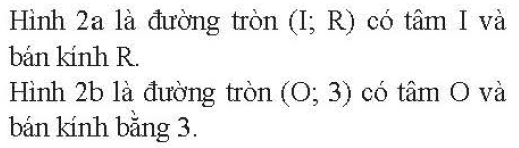 Hình 2a là đường tròn (I; R) có tâm I và
bán kính R.
Hình 2b là đường tròn (O; 3) có tâm O và
bán kính bằng 3.